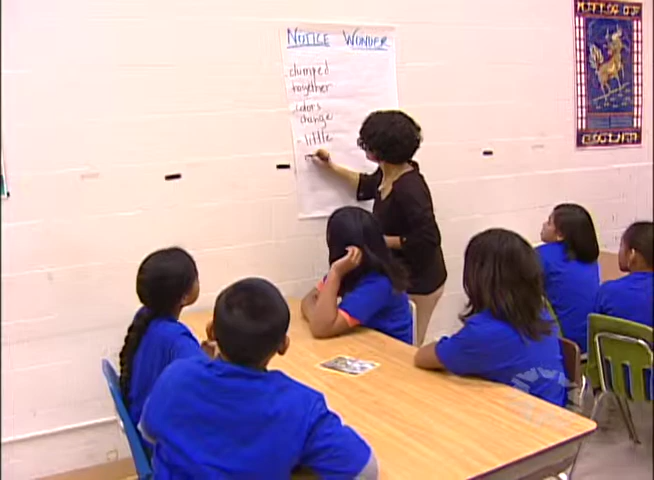 NOTICE WONDER
clumped
together
- colors
change
- little